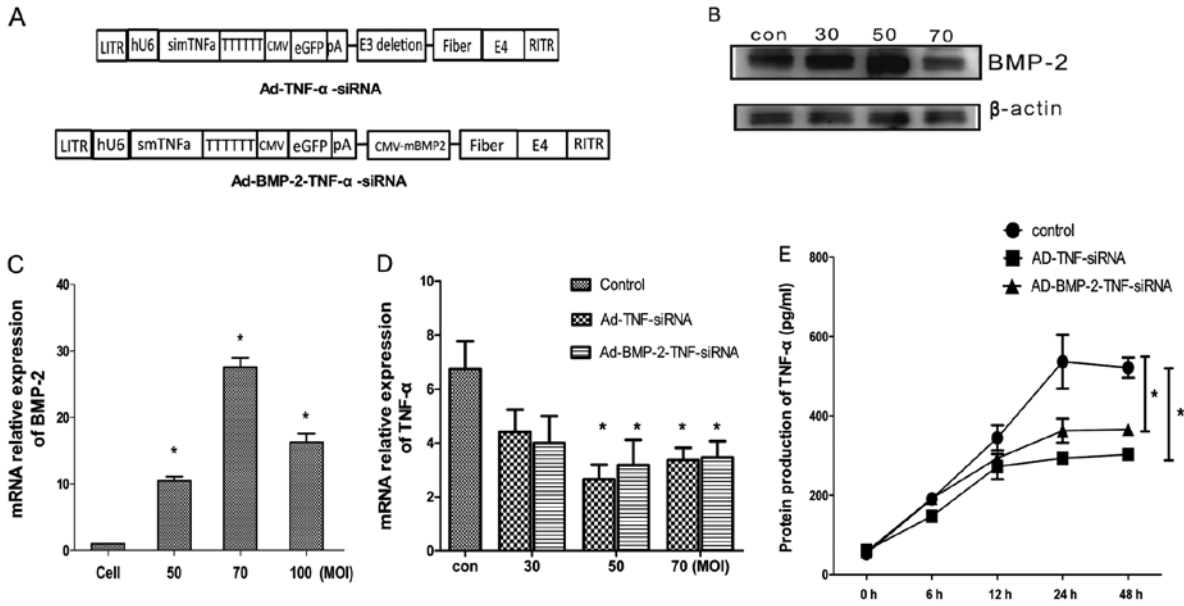 A
LITR hU6 simTNFa TTTTTT CMV eGFP pA E3 deletion Fiber E4 RITR
Ad-TNF-α -siRNA
LITR hU6 smTNFa TTTTTT CMV eGFP pA CMV-mBMP2 Fiber E4 RITR
Ad-BMP-2-TNF-α -siRNA
B
con 30 50 70
BMP-2
β-actin
C
mRNA relative expression
of BMP-2
40
30
20
10
0
* * *
Cell 50 70 100 (MOI)
D
mRNA relative expression
of TNF-α
10
8
6
4
2
0
Control
Ad-TNF-siRNA
Ad-BMP-2-TNF-siRNA
* * * *
con 30 50 70 (MOI)
E
control
AD-TNF-siRNA
AD-BMP-2-TNF-siRNA
Protein production of TNF-α (pg/ml)
800
600
400
200
0
* *
0 h 6 h 12 h 24 h 48 h